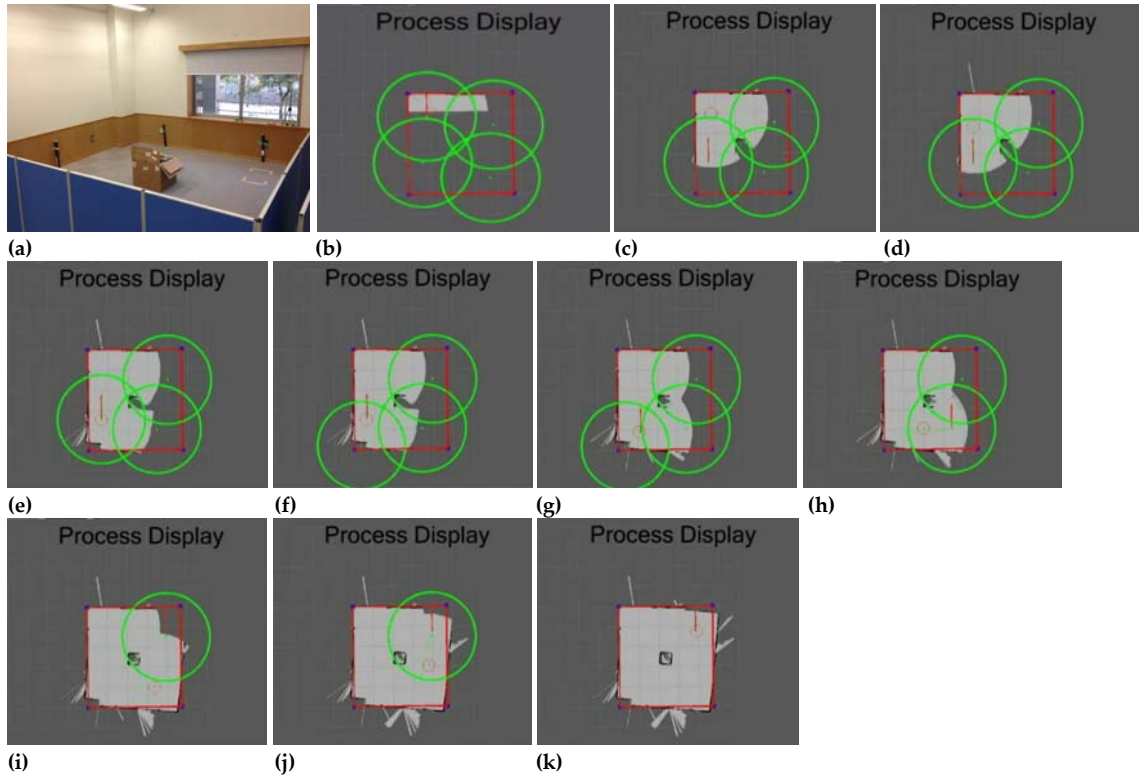 Process Display
Process Display
Process Display
(a)
(b)
(c)
(d)
Process Display
Process Display
Process Display
Process Display
(e)
(f)
(g)
(h)
Process Display
Process Display
Process Display
(i)
(j)
(k)